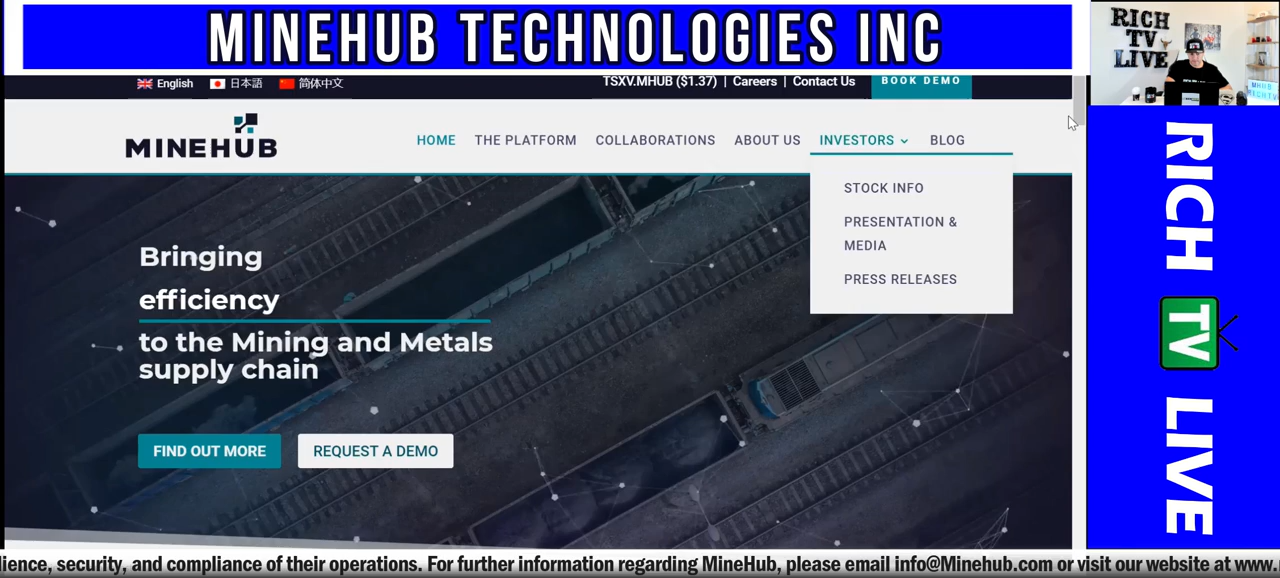 MINEHUB TECHNOLOGIES INC
RICH
TV
LIVE
English 日本語 简体中文 TSXV.MHUB ($1.37) | Careers | Contact Us BOOK DEMO
MINEHUB HOME THE PLATFORM COLLABORATIONS ABOUT US INVESTORS BLOG
STOCK INFO
PRESENTATION &
MEDIA
PRESS RELEASES
Bringing
efficiency
to the Mining and Metals
supply chain
FIND OUT MORE REQUEST A DEMO
RICH TV LIVE
lience, security, and compliance of their operations. For further information regarding MineHub, please email info@Minehub.com or visit our website at www.